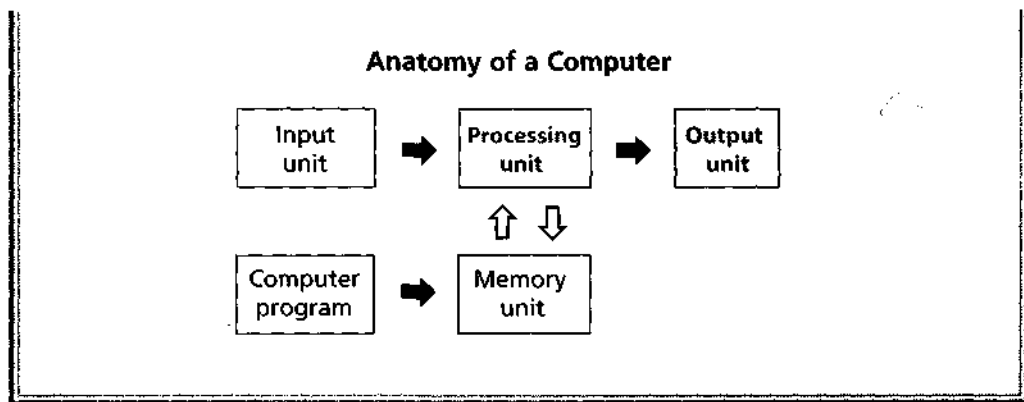 Anatomy of a Computer
Input
unit
Processing
unit
Output
unit
Computer
program
Memory
unit